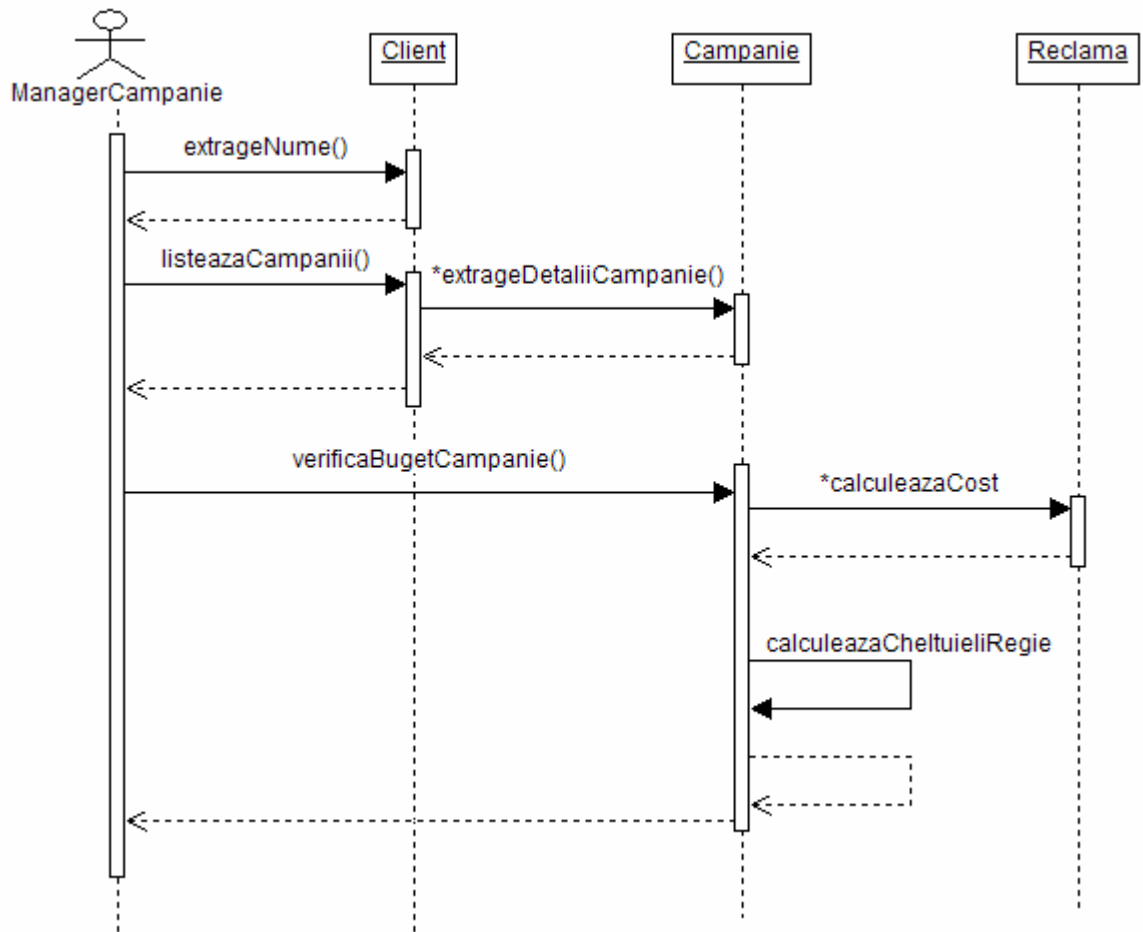 ManagerCampanie
Client
Campanie
Reclama
extrageNume()
listeazaCampanii()
*extrageDetaliiCampanie()
verificaBugetCampanie()
*calculeazaCost
calculeazaCheltuieliRegie